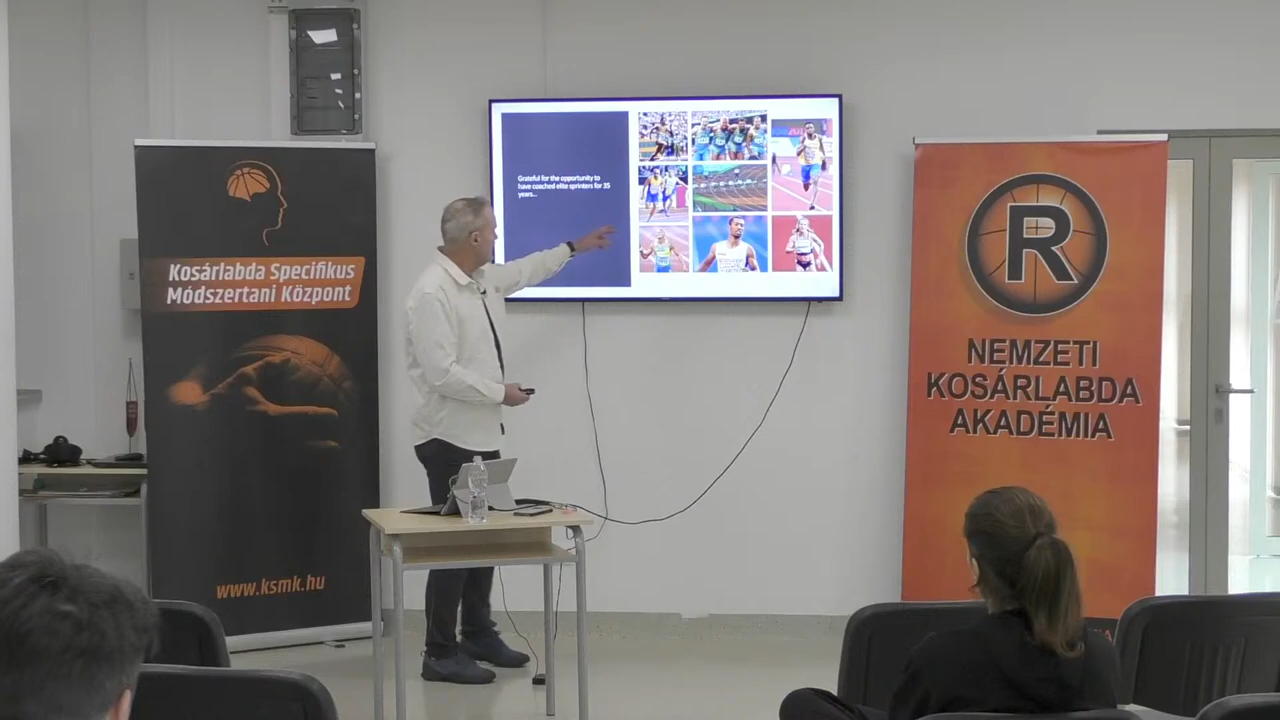 Kosárlabda Specifikus
Módszertani Központ
www.ksmk.hu
Grateful for the opportunity to
have coached elite sprinters for 35
years...
R
NEMZETI
KOSÁRLABDA
AKADÉMIA